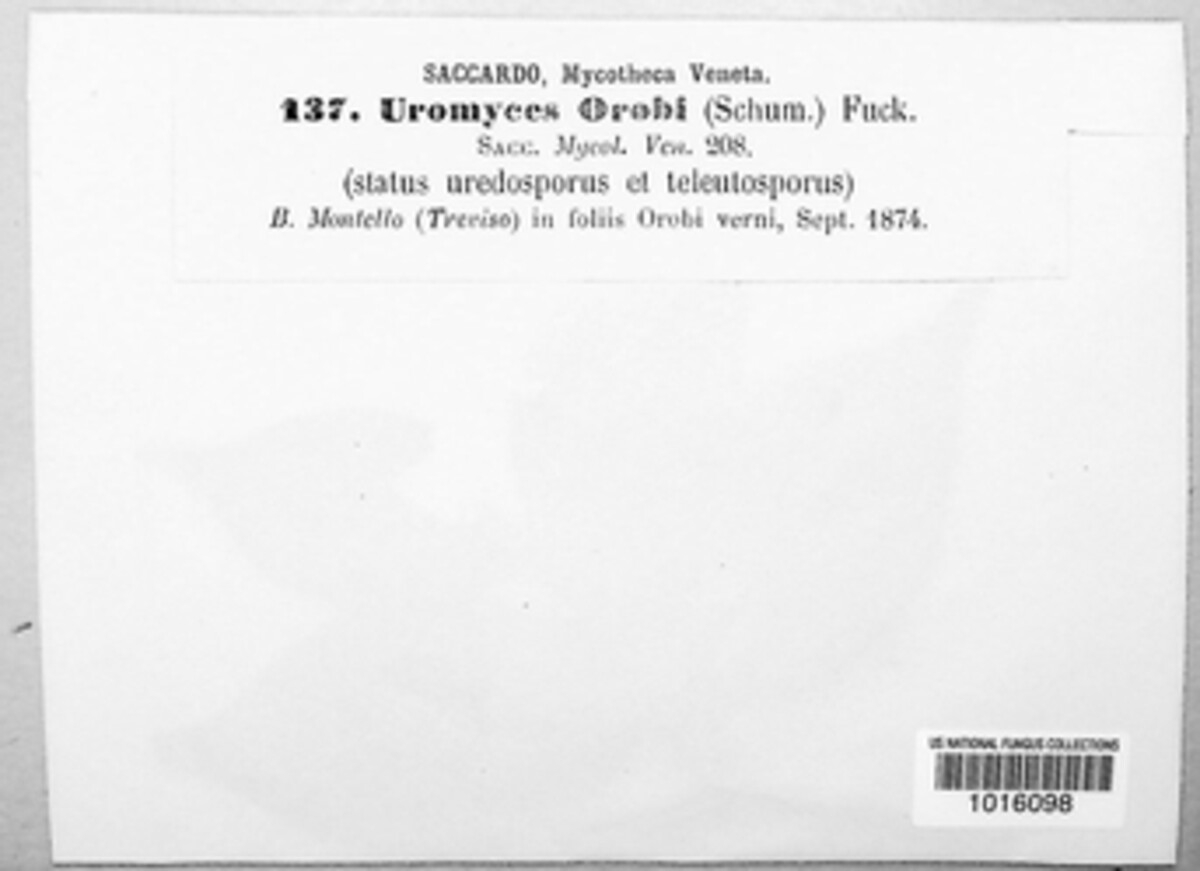 SACCARDO, Mycotheca Veneta.
137. Uromyces Orobi (Schum.) Fuck.
SACC. Mycol. Ven. 208.
(status uredosporus et teleutosporus)
B. Montello (Treviso) in foliis Orobi verni, Sept. 1874.
US NATIONAL FUNGUS COLLECTIONS
1016098